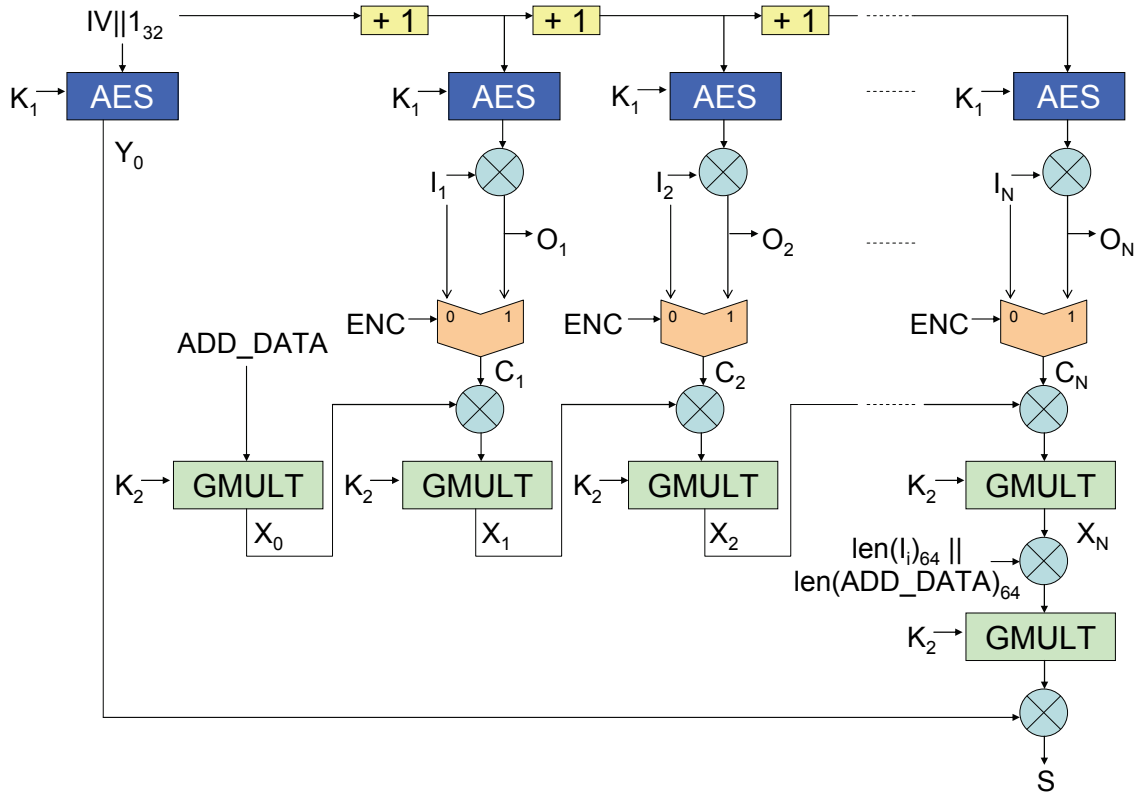 IV||1₃₂ + 1 + 1 + 1
K₁ AES K₁ AES K₁ AES K₁ AES
Y₀
I₁ I₂ I_N
O₁ O₂ O_N
ENC 0 1 ENC 0 1 ENC 0 1
ADD_DATA
C₁ C₂ C_N
K₂ GMULT K₂ GMULT K₂ GMULT K₂ GMULT
X₀ X₁ X₂ X_N
len(I_i)₆₄ ||
len(ADD_DATA)₆₄
K₂ GMULT
S